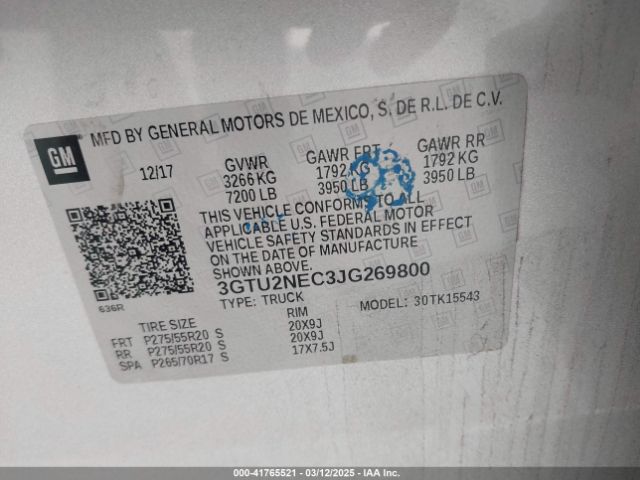 GM
MFD BY GENERAL MOTORS DE MEXICO, S. DE R.L. DE C.V.
12/17 GVWR GAWR FRT GAWR RR
3266 KG 1792 KG 1792 KG
7200 LB 3950 LB 3950 LB
THIS VEHICLE CONFORMS TO ALL
APPLICABLE U.S. FEDERAL MOTOR
VEHICLE SAFETY STANDARDS IN EFFECT
ON THE DATE OF MANUFACTURE
SHOWN ABOVE.
3GTU2NEC3JG269800
TYPE: TRUCK MODEL: 30TK15543
636R
TIRE SIZE RIM
FRT P275/55R20 S 20X9J
RR P275/55R20 S 20X9J
SPA P265/70R17 S 17X7.5J
000-41765521 - 03/12/2025 - IAA Inc.